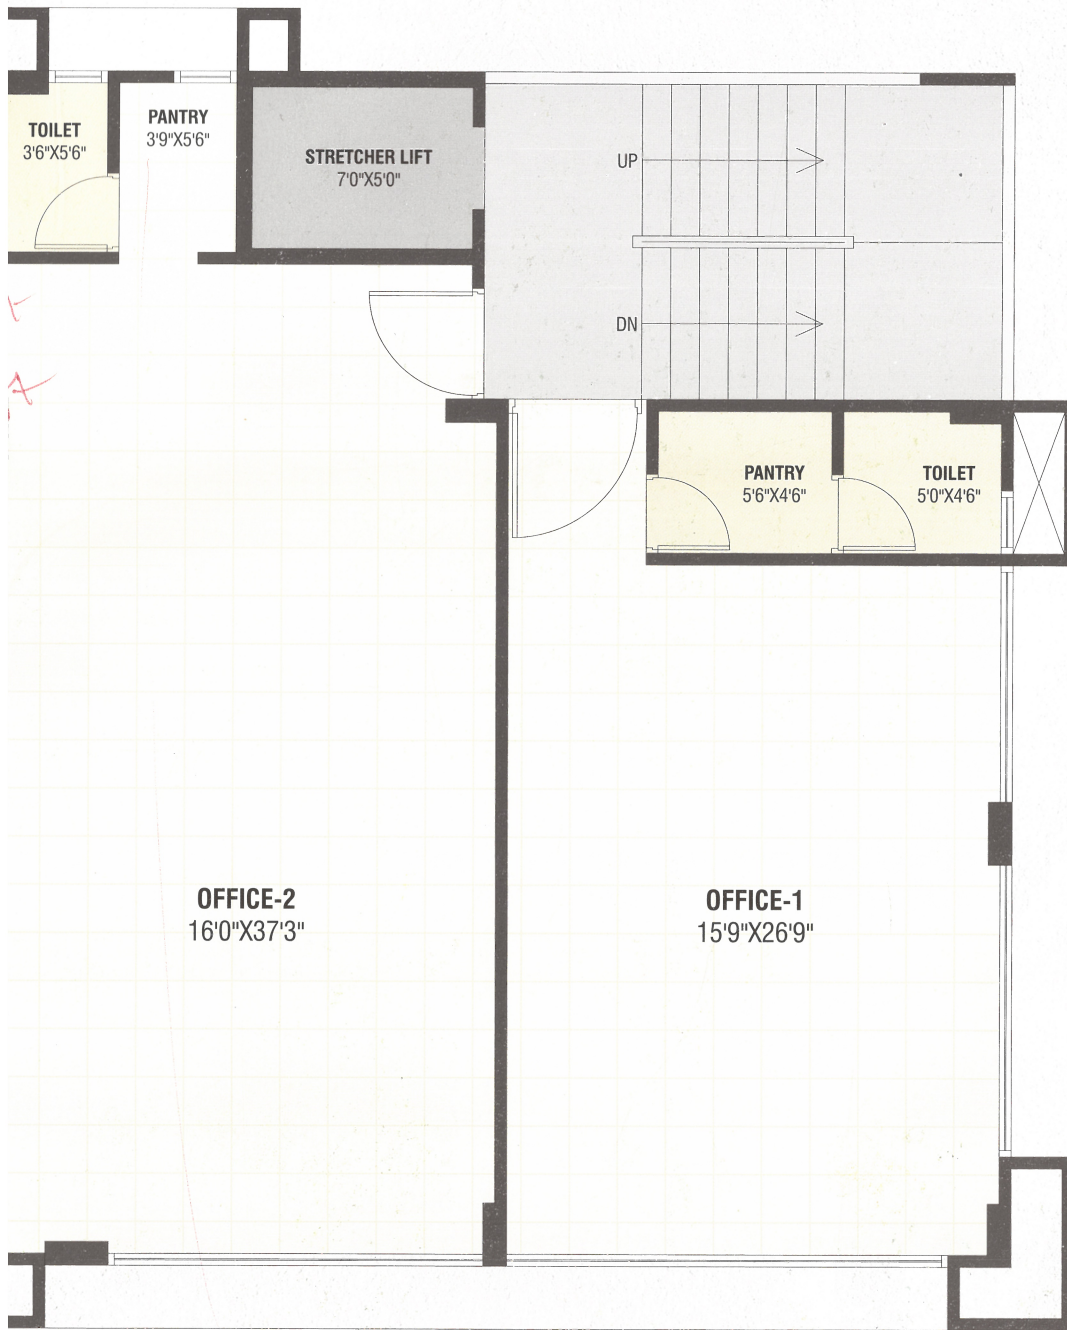 TOILET
3'6"X5'6"
PANTRY
3'9"X5'6"
STRETCHER LIFT
7'0"X5'0"
UP
DN
PANTRY
5'6"X4'6"
TOILET
5'0"X4'6"
OFFICE-2
16'0"X37'3"
OFFICE-1
15'9"X26'9"